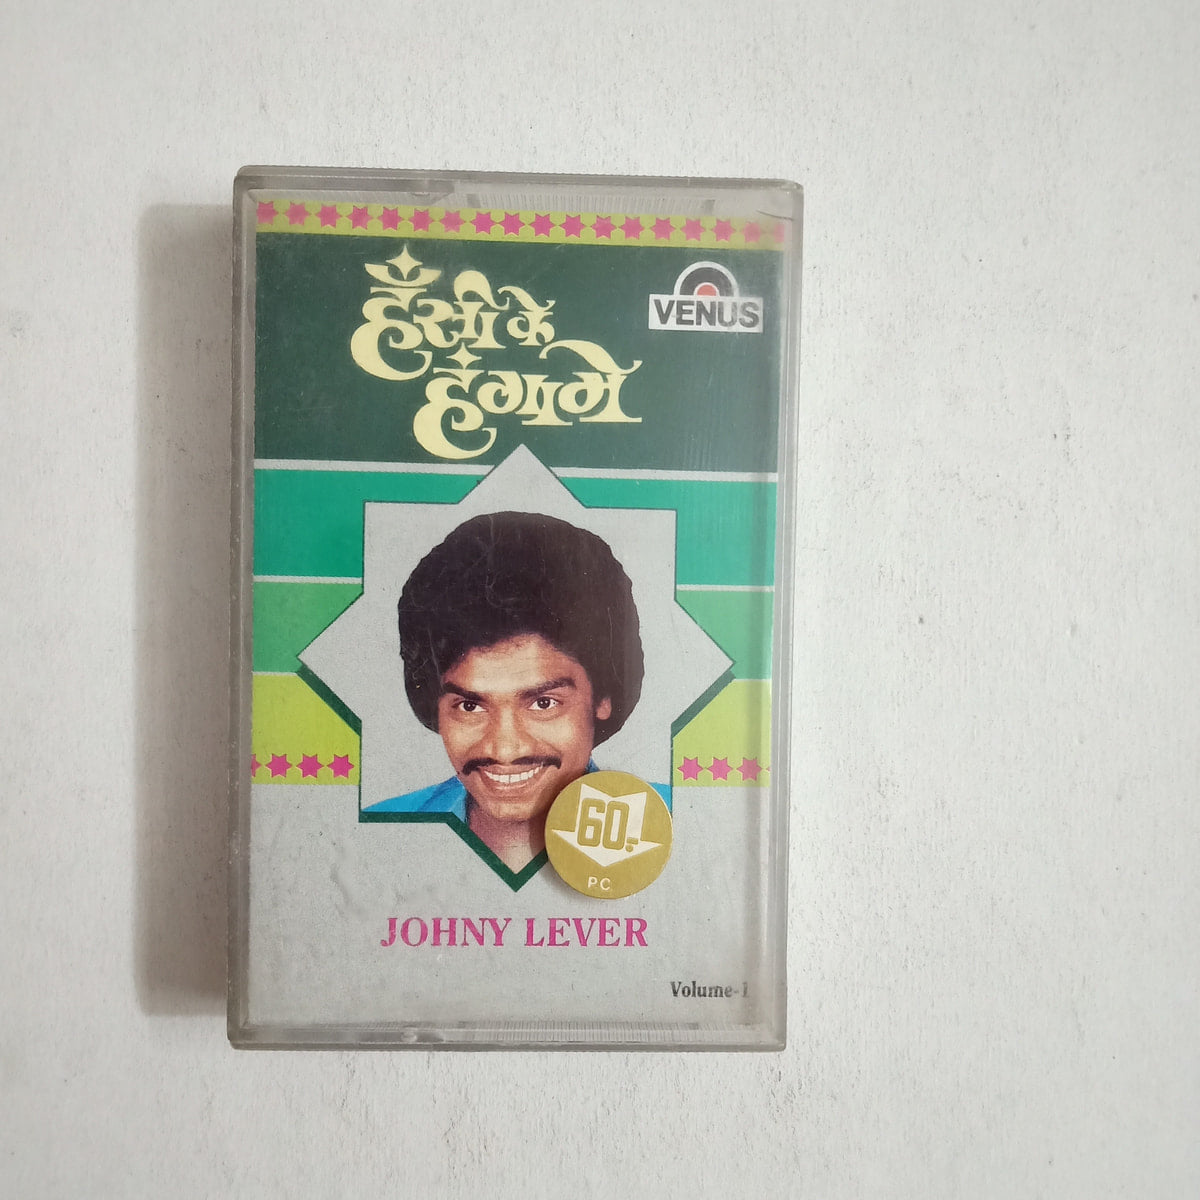 हँसी के
हंगामे
VENUS
60.-
PC
JOHNY LEVER
Volume-1